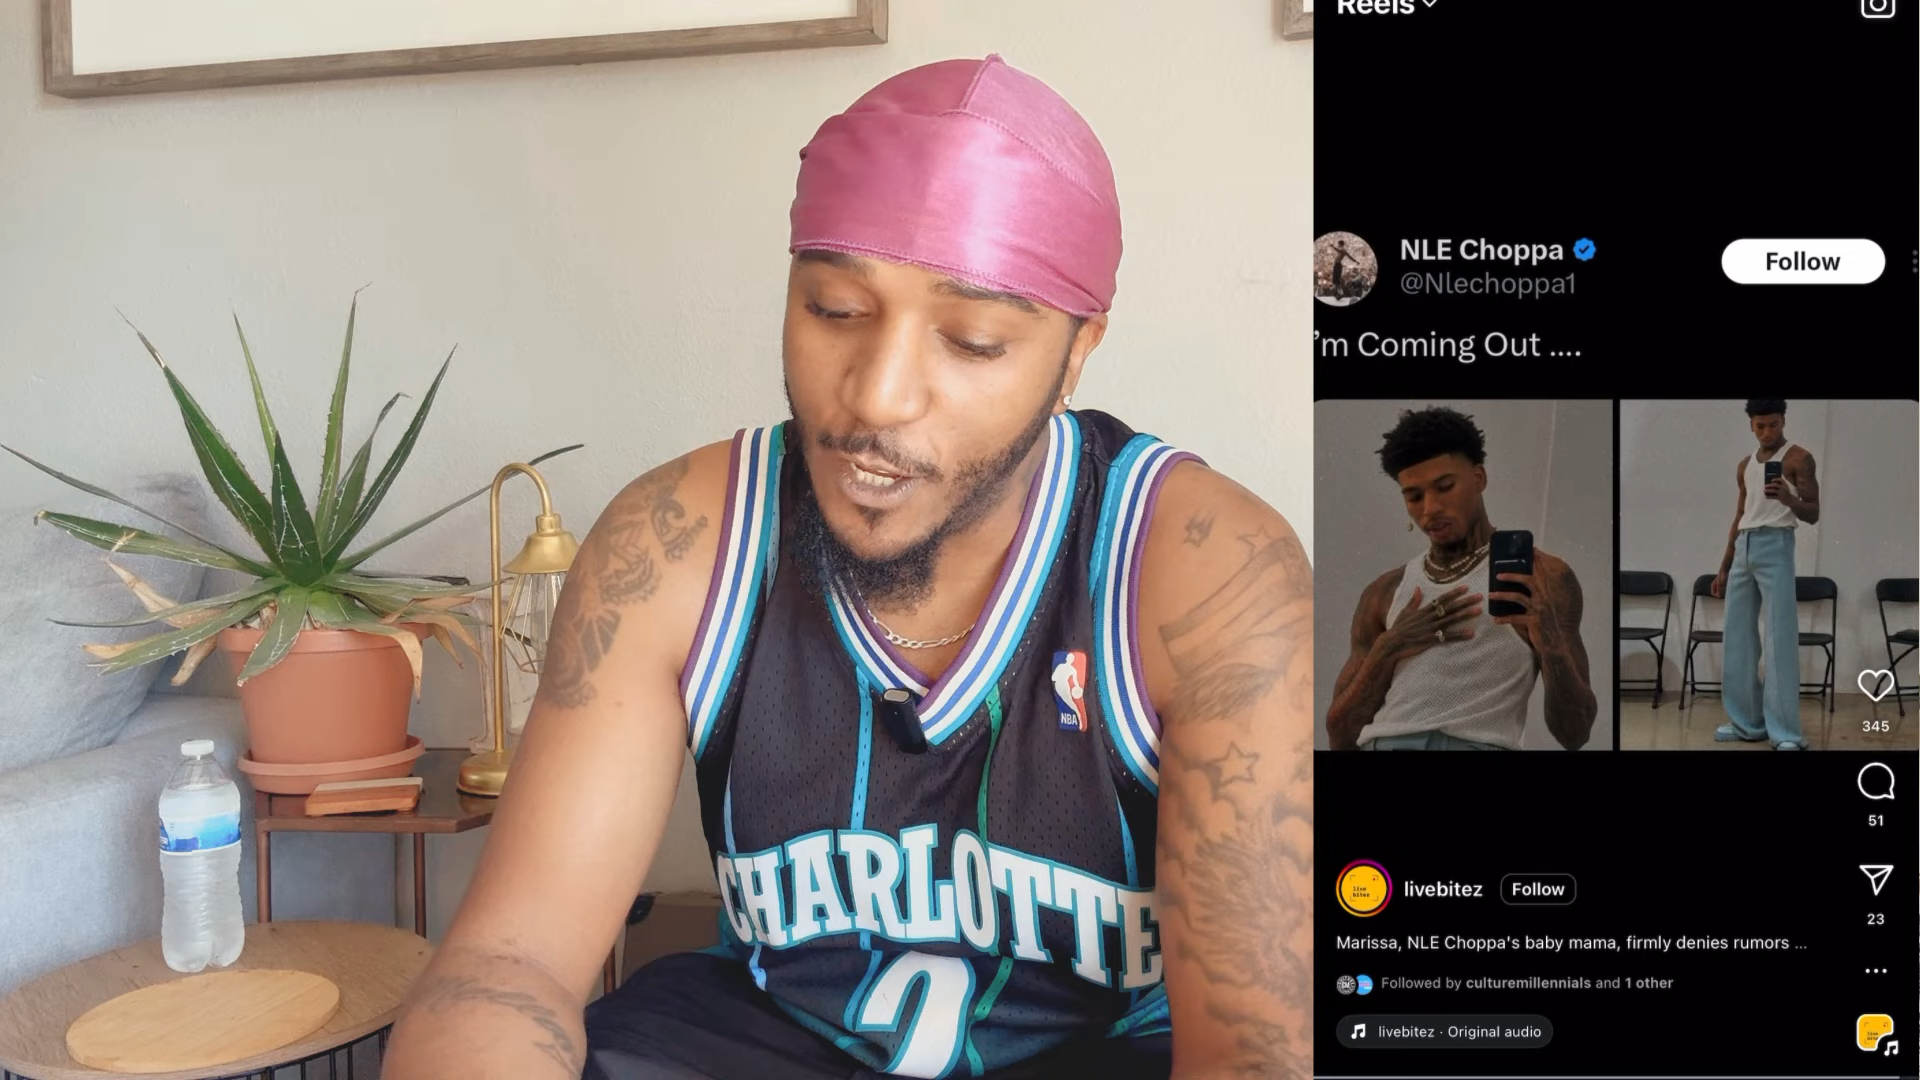 Reels
NLE Choppa
@Nlechoppa1
Follow
'm Coming Out ....
NBA
CHARLOTTE
2
345
51
23
livebitez
Follow
Marissa, NLE Choppa's baby mama, firmly denies rumors ...
Followed by culturemillennials and 1 other
livebitez · Original audio